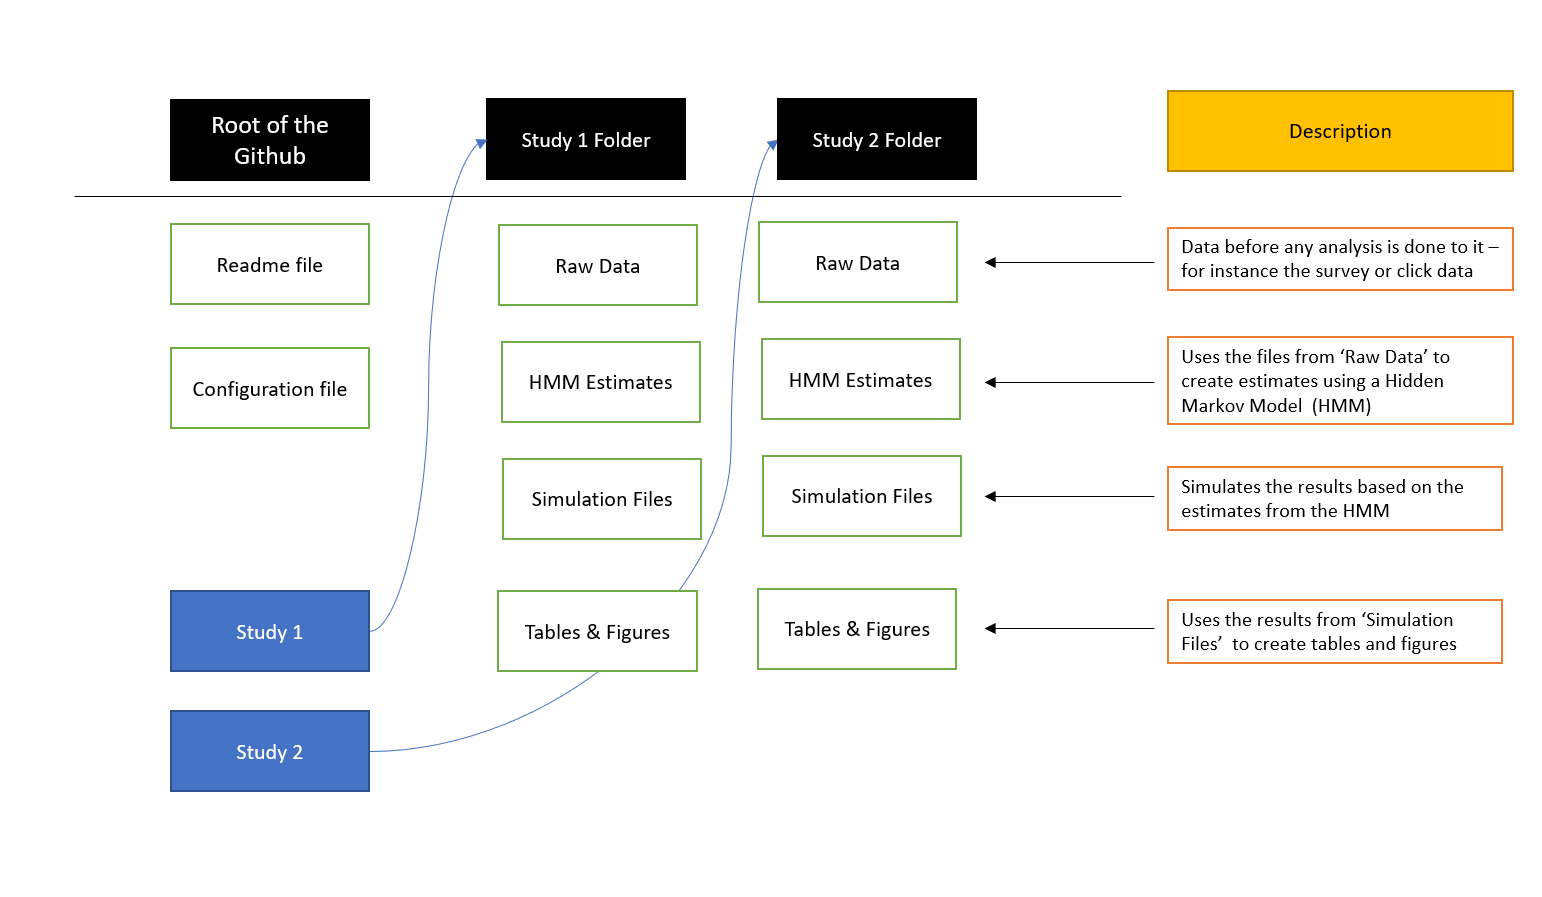 Root of the
Github
Study 1 Folder
Study 2 Folder
Description
Readme file
Raw Data
Raw Data
Data before any analysis is done to it –
for instance the survey or click data
Configuration file
HMM Estimates
HMM Estimates
Uses the files from ‘Raw Data’ to
create estimates using a Hidden
Markov Model  (HMM)
Simulation Files
Simulation Files
Simulates the results based on the
estimates from the HMM
Study 1
Tables & Figures
Tables & Figures
Uses the results from ‘Simulation
Files’  to create tables and figures
Study 2